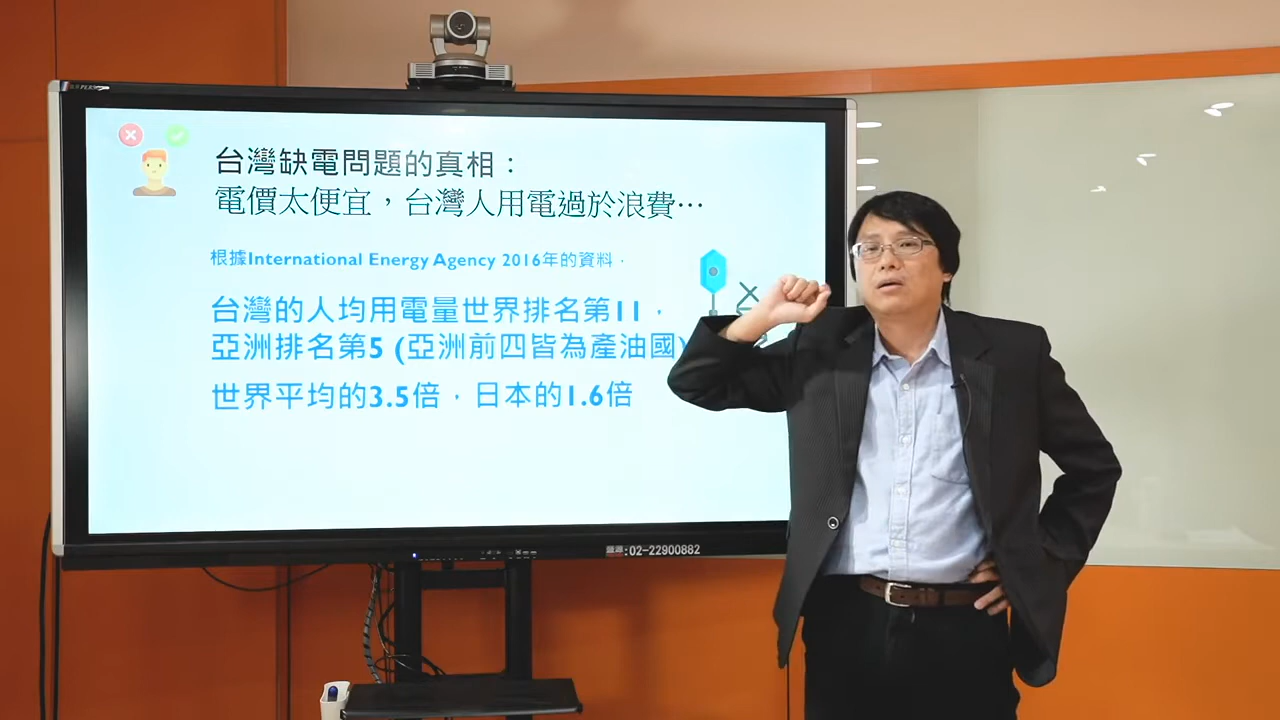 台灣缺電問題的真相：
電價太便宜，台灣人用電過於浪費…
根據International Energy Agency 2016年的資料，
台灣的人均用電量世界排名第11，
亞洲排名第5 (亞洲前四皆為產油國)
世界平均的3.5倍，日本的1.6倍
:02-22900882